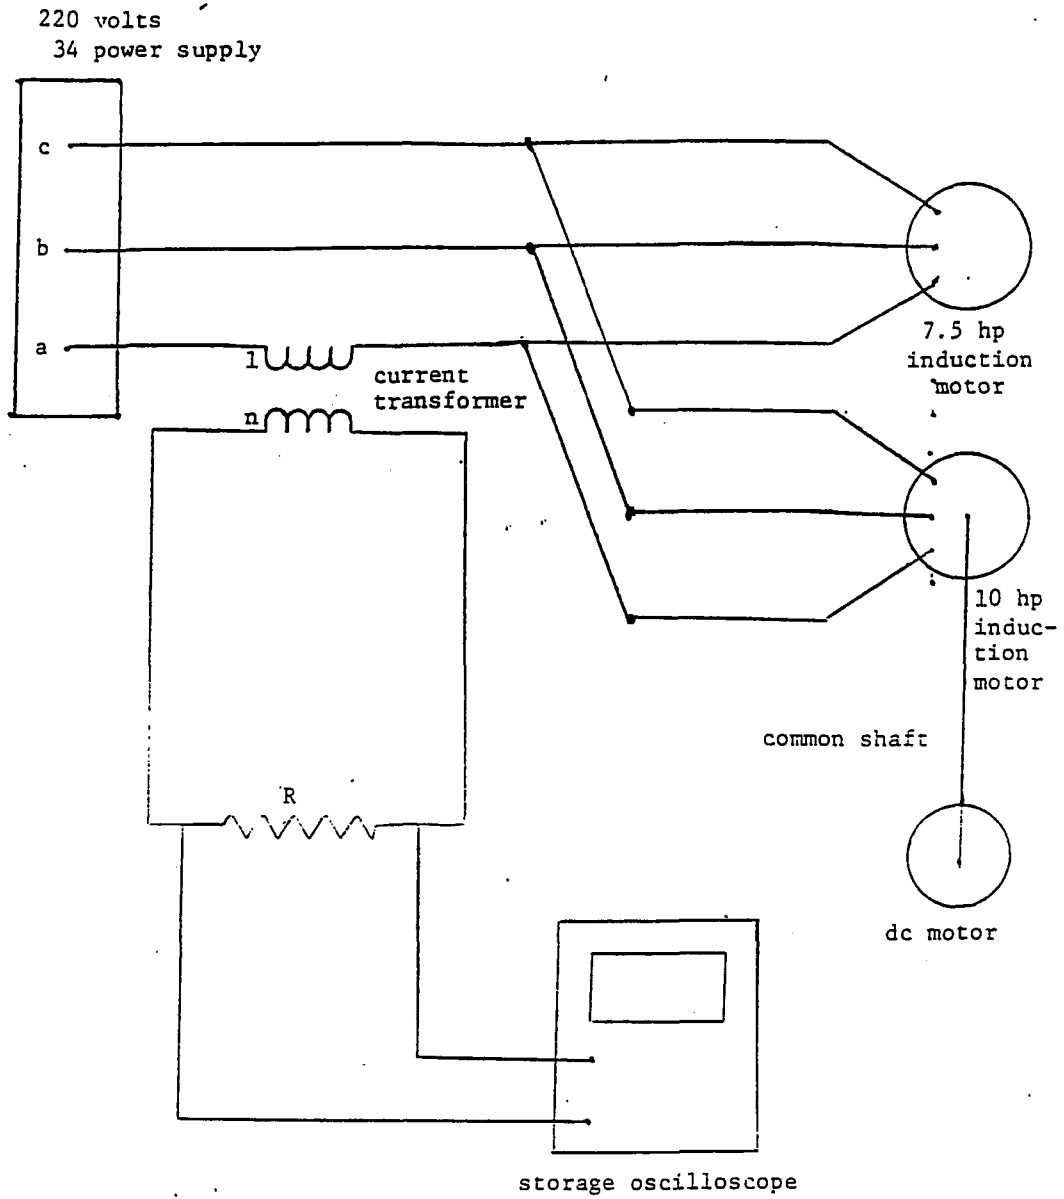 220 volts
34 power supply
c
b
a
1
current
transformer
n
7.5 hp
induction
motor
10 hp
induc-
tion
motor
common shaft
R
dc motor
storage oscilloscope